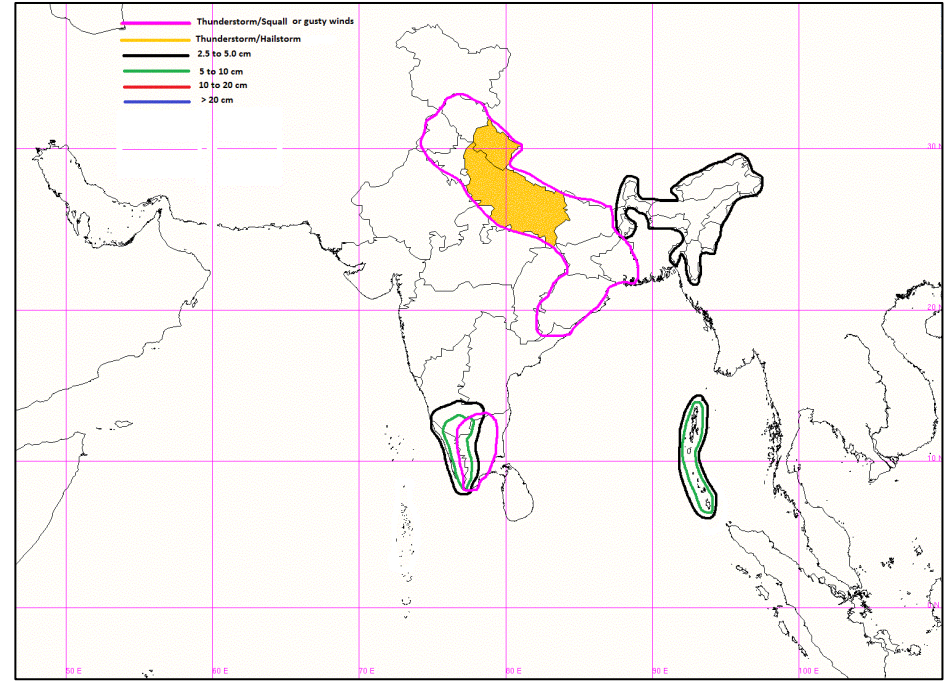 Thunderstorm/Squall or gusty winds
Thunderstorm/Hailstorm
2.5 to 5.0 cm
5 to 10 cm
10 to 20 cm
> 20 cm
30 N
20 N
10 N
50 E
60 E
70 E
80 E
90 E
100 E